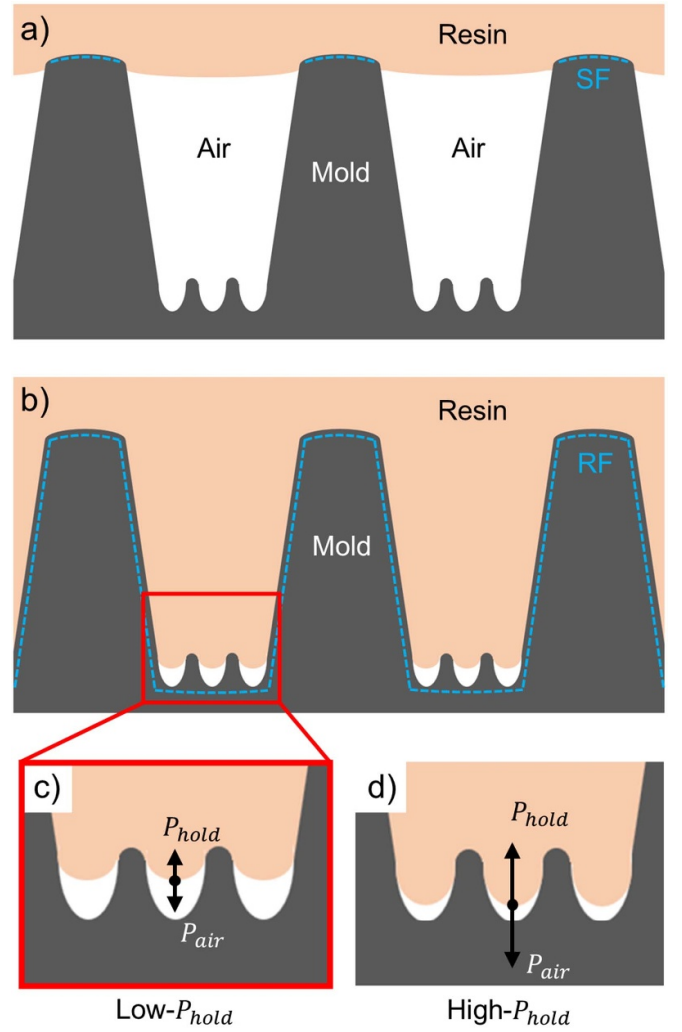 a)
Resin
SF
Air
Air
Mold
b)
Resin
RF
Mold
c)
P_hold
P_air
Low-P_hold
d)
P_hold
P_air
High-P_hold